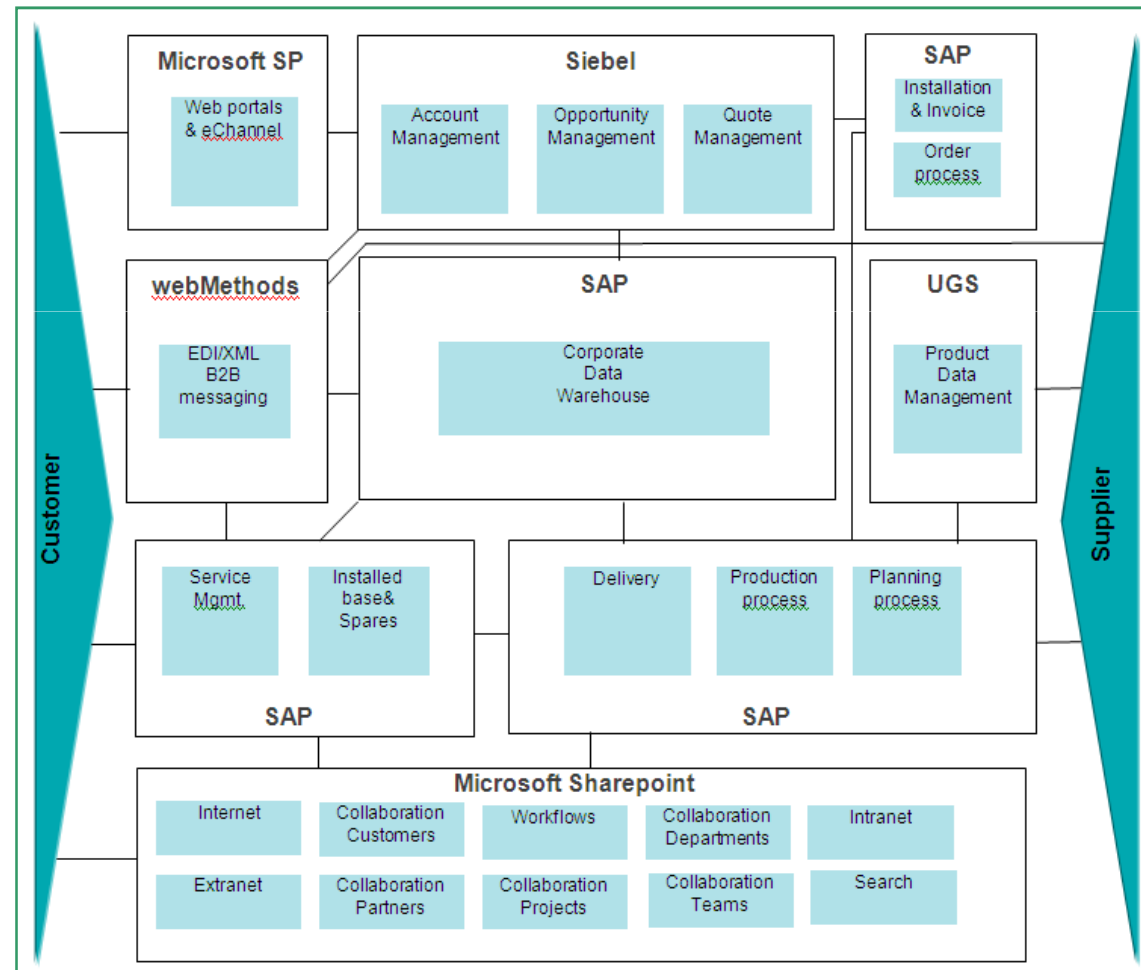 Microsoft SP
Web portals
& eChannel
Siebel
Account
Management
Opportunity
Management
Quote
Management
SAP
Installation
& Invoice
Order
process
webMethods
EDI/XML
B2B
messaging
SAP
Corporate
Data
Warehouse
UGS
Product
Data
Management
Customer
Supplier
Service
Mgmt.
Installed
base&
Spares
SAP
Delivery
Production
process
Planning
process
SAP
Microsoft Sharepoint
Internet
Collaboration
Customers
Workflows
Collaboration
Departments
Intranet
Extranet
Collaboration
Partners
Collaboration
Projects
Collaboration
Teams
Search